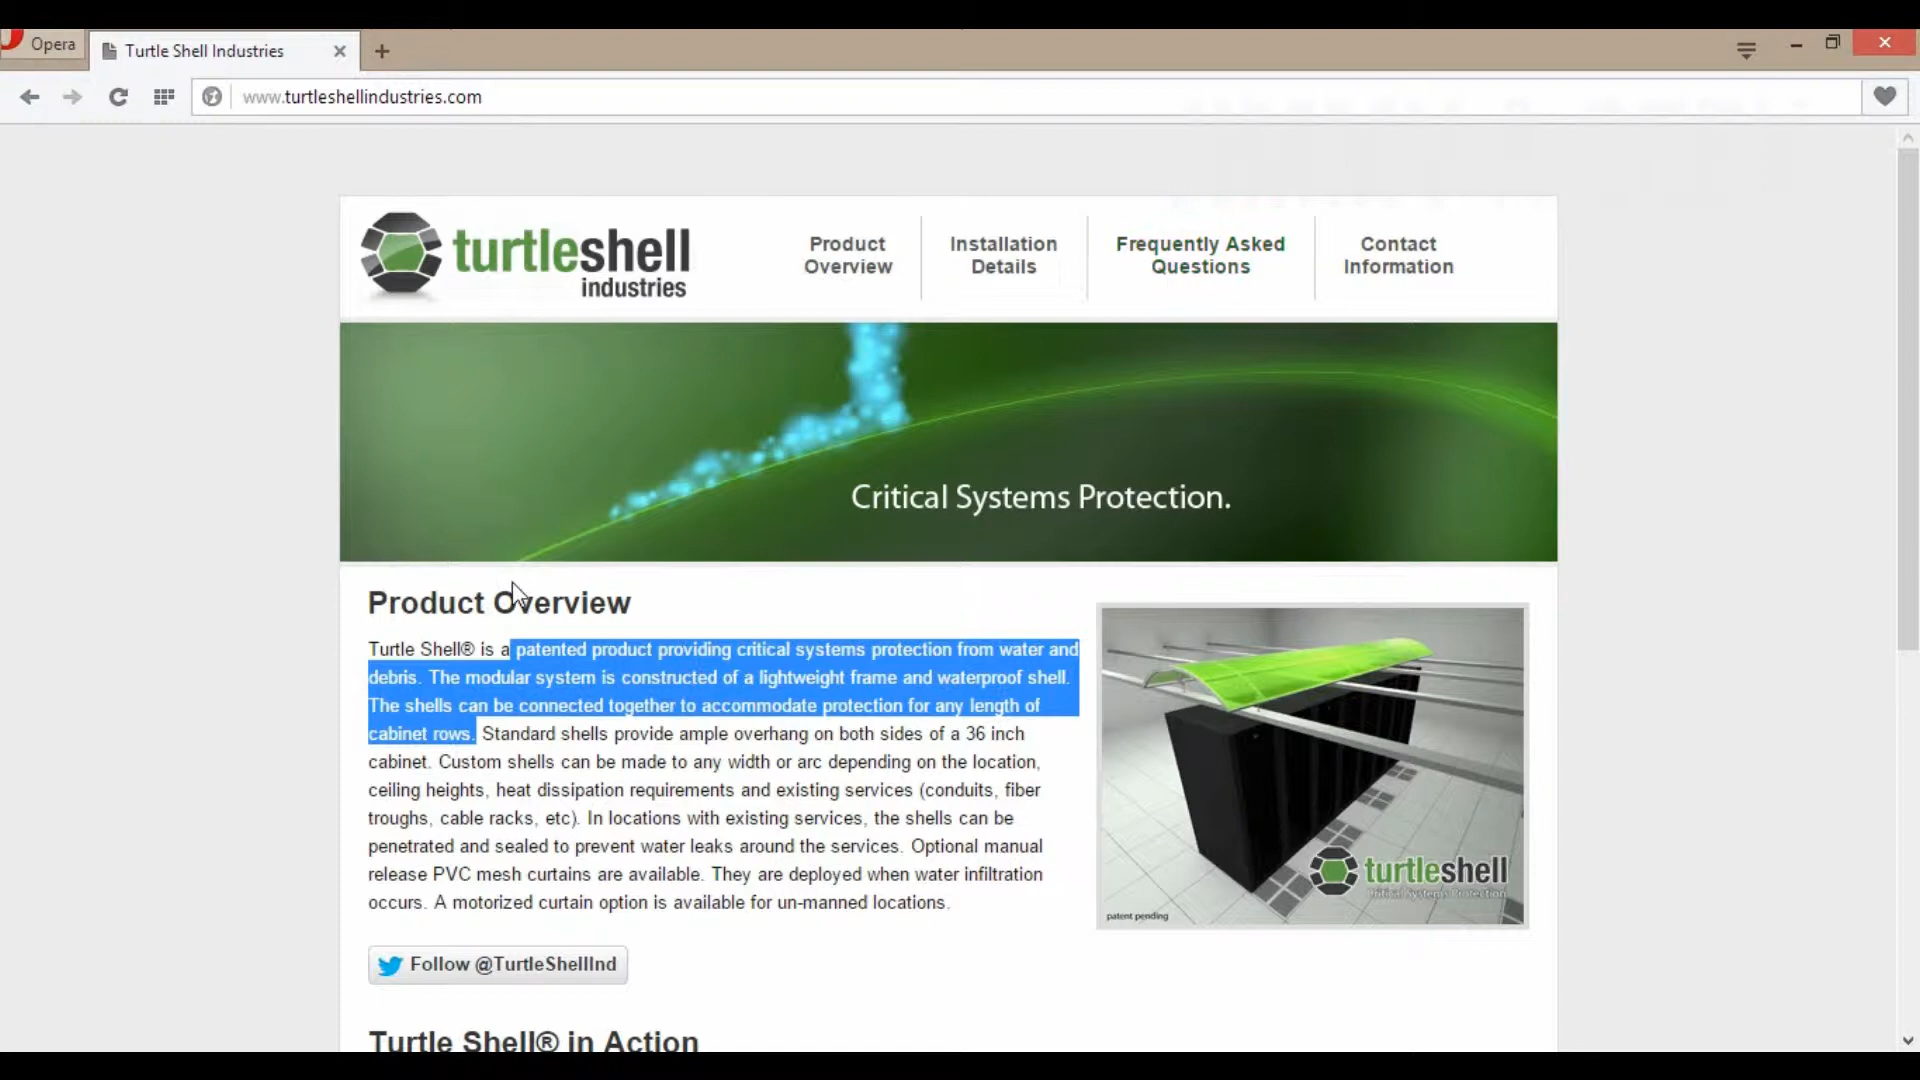 Opera
Turtle Shell Industries
www.turtleshellindustries.com
turtleshell
industries
Product
Overview
Installation
Details
Frequently Asked
Questions
Contact
Information
Critical Systems Protection.
Product Overview
Turtle Shell® is a patented product providing critical systems protection from water and
debris. The modular system is constructed of a lightweight frame and waterproof shell.
The shells can be connected together to accommodate protection for any length of
cabinet rows. Standard shells provide ample overhang on both sides of a 36 inch
cabinet. Custom shells can be made to any width or arc depending on the location,
ceiling heights, heat dissipation requirements and existing services (conduits, fiber
troughs, cable racks, etc). In locations with existing services, the shells can be
penetrated and sealed to prevent water leaks around the services. Optional manual
release PVC mesh curtains are available. They are deployed when water infiltration
occurs. A motorized curtain option is available for un-manned locations.
turtleshell
Critical Systems Protection
patent pending
Follow @TurtleShellInd
Turtle Shell® in Action